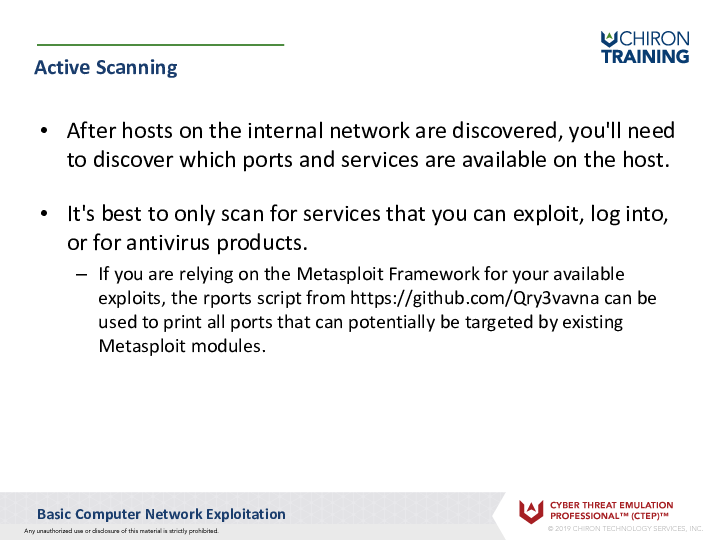 CHIRON
TRAINING
Active Scanning
• After hosts on the internal network are discovered, you'll need
to discover which ports and services are available on the host.
• It's best to only scan for services that you can exploit, log into,
or for antivirus products.
– If you are relying on the Metasploit Framework for your available
exploits, the rports script from https://github.com/Qry3vavna can be
used to print all ports that can potentially be targeted by existing
Metasploit modules.
Basic Computer Network Exploitation
Any unauthorized use or disclosure of this material is strictly prohibited.
CYBER THREAT EMULATION
PROFESSIONAL™ (CTEP)™
© 2019 CHIRON TECHNOLOGY SERVICES, INC.